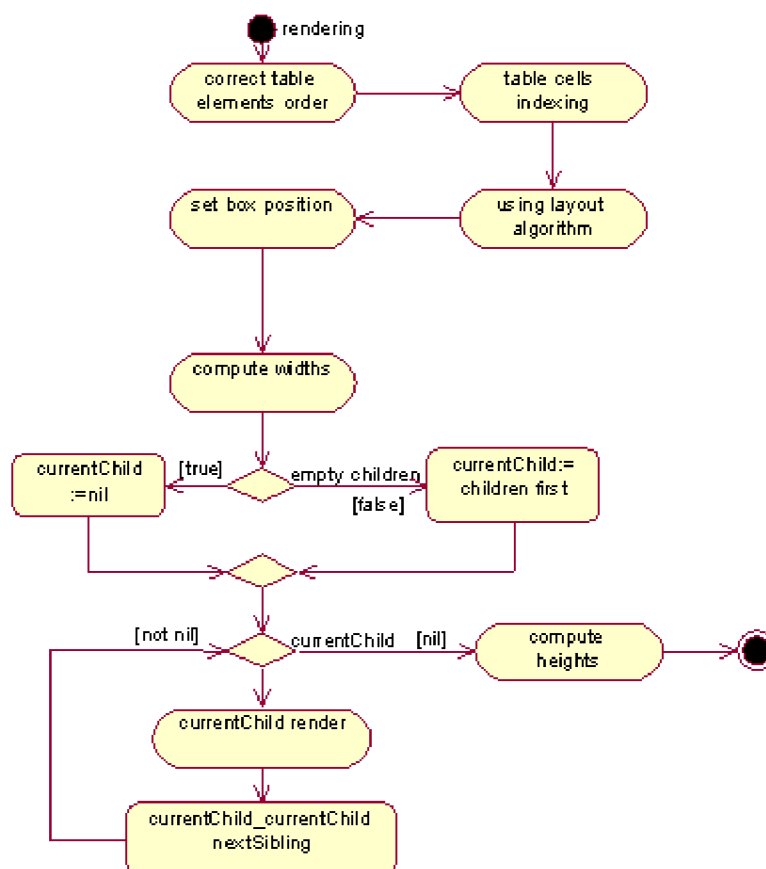 rendering
correct table
elements order
table cells
indexing
set box position
using layout
algorithm
compute widths
currentChild
:=nil
[true]
empty children
[false]
currentChild:=
children first
[not nil]
currentChild
[nil]
compute
heights
currentChild render
currentChild_currentChild
nextSibling